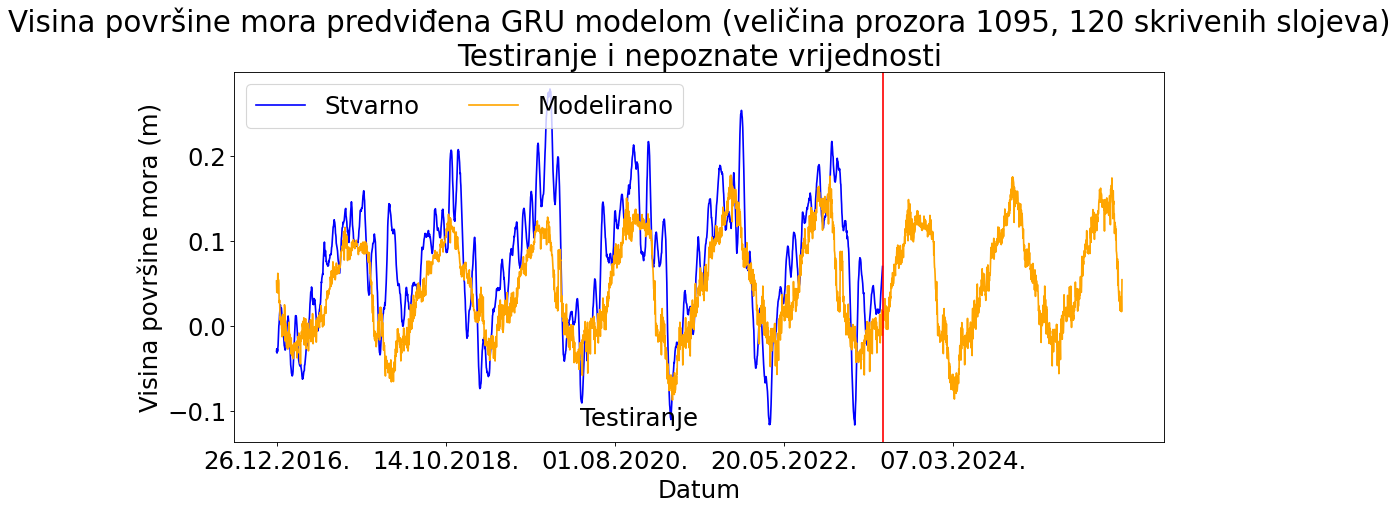 Visina površine mora predviđena GRU modelom (veličina prozora 1095, 120 skrivenih slojeva)
Testiranje i nepoznate vrijednosti
Stvarno
Modelirano
Visina površine mora (m)
0.2
0.1
0.0
−0.1
Testiranje
26.12.2016.
14.10.2018.
01.08.2020.
20.05.2022.
07.03.2024.
Datum